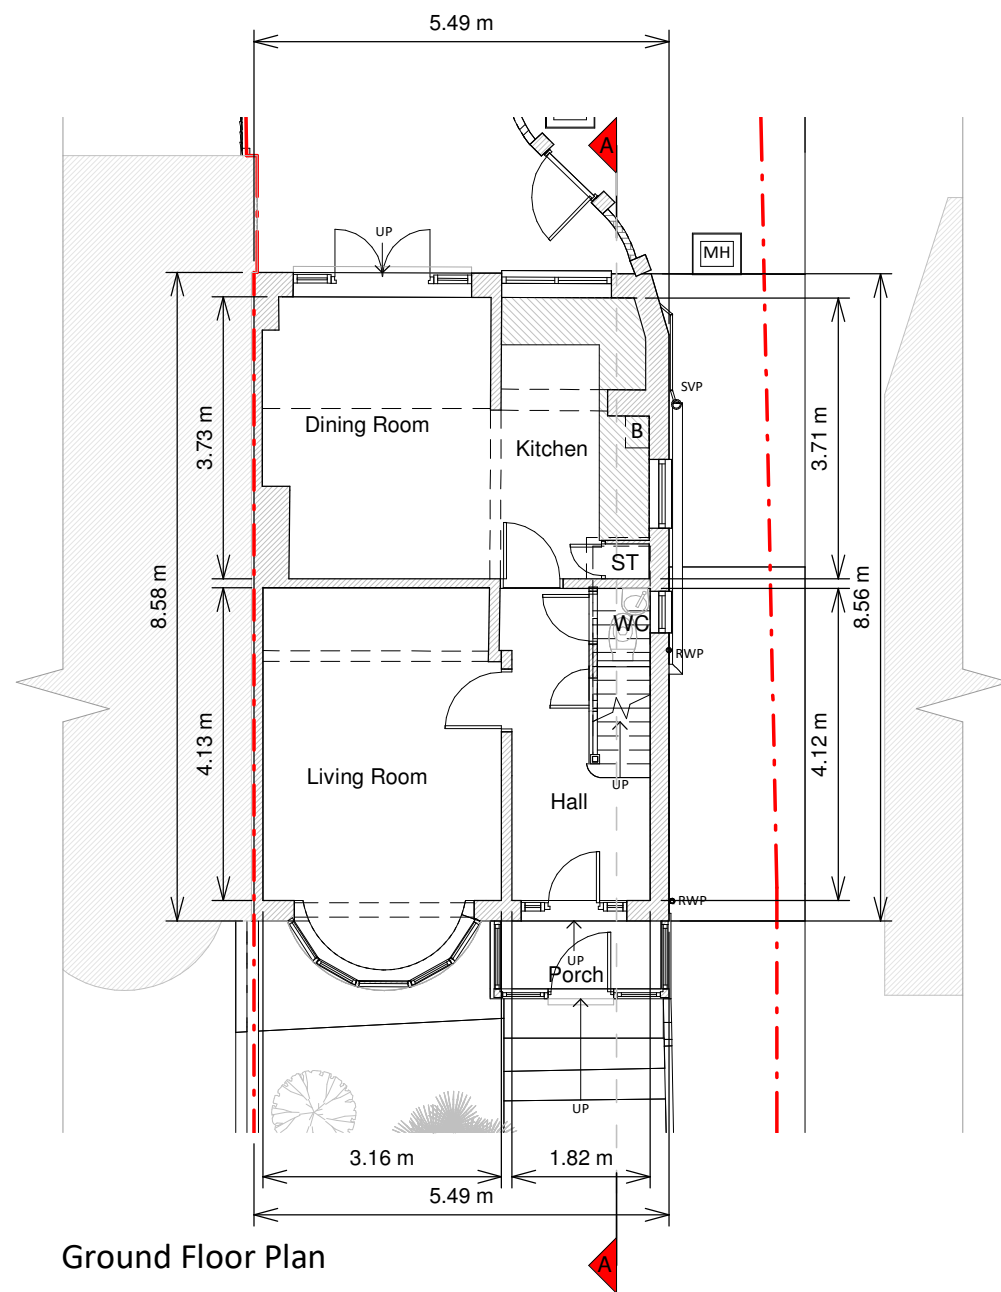 5.49 m
A
UP
MH
SVP
3.73 m
Dining Room
Kitchen
B
3.71 m
ST
8.58 m
8.56 m
WC
RWP
4.13 m
Living Room
UP
Hall
4.12 m
RWP
UP
Porch
UP
3.16 m
1.82 m
5.49 m
Ground Floor Plan
A